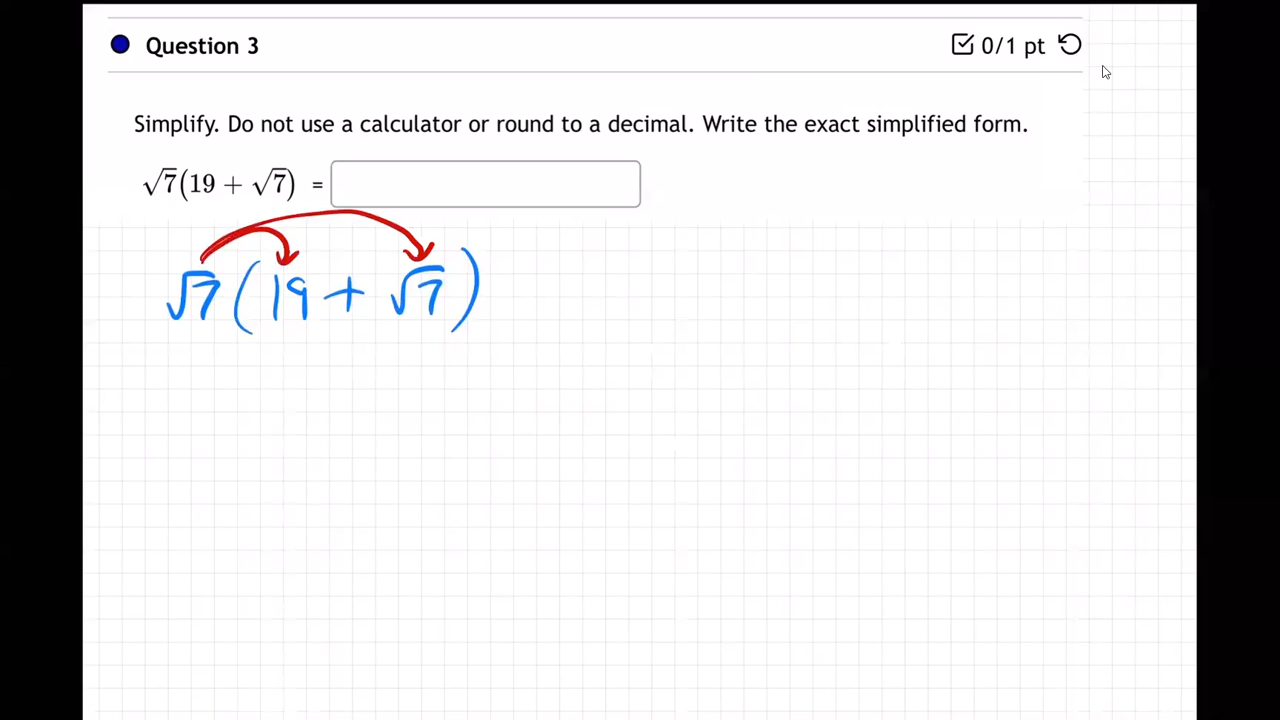 Question 3
0/1 pt
Simplify. Do not use a calculator or round to a decimal. Write the exact simplified form.
√7(19 + √7) =
√7(19 + √7)